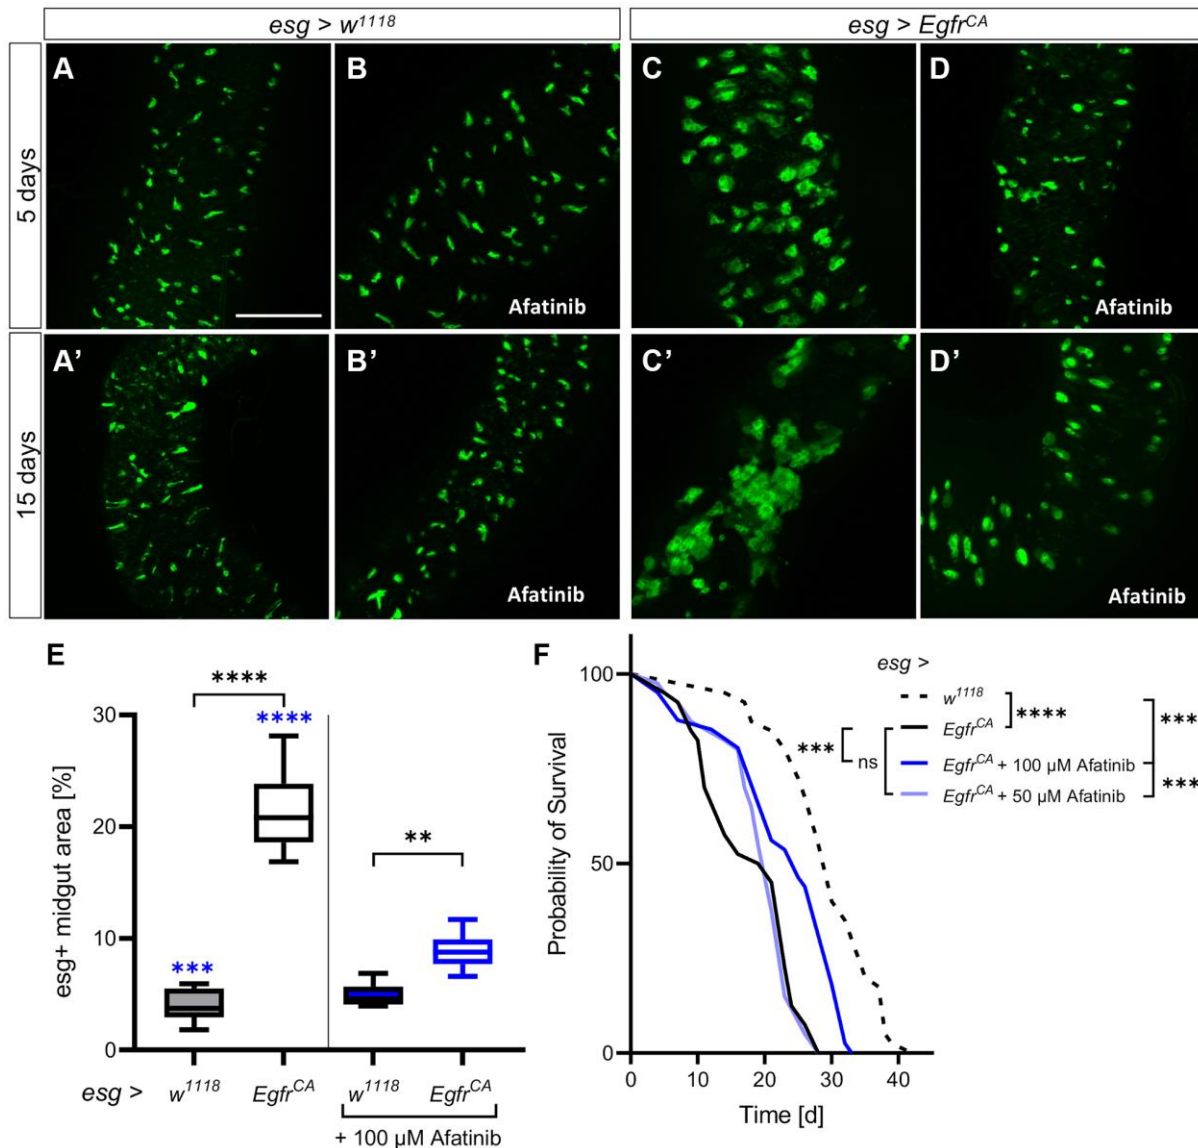 esg > w1118
esg > EgfrCA
5 days
A
B
Afatinib
C
D
Afatinib
15 days
A'
B'
Afatinib
C'
D'
Afatinib
E
esg+ midgut area [%]
30
20
10
0
****
****
***
**
esg >
w1118
EgfrCA
w1118
EgfrCA
+ 100 µM Afatinib
F
Probability of Survival
100
50
0
0
10
20
30
40
Time [d]
esg >
w1118
EgfrCA
EgfrCA + 100 µM Afatinib
EgfrCA + 50 µM Afatinib
****
***
ns
***
***